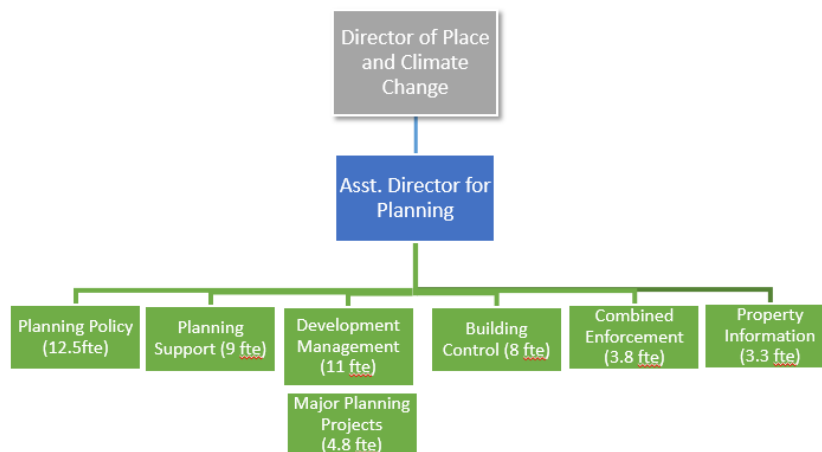 Director of Place
and Climate
Change
Asst. Director for
Planning
Planning Policy
(12.5fte)
Planning
Support (9 fte)
Development
Management
(11 fte)
Major Planning
Projects
(4.8 fte)
Building
Control (8 fte)
Combined
Enforcement
(3.8 fte)
Property
Information
(3.3 fte)